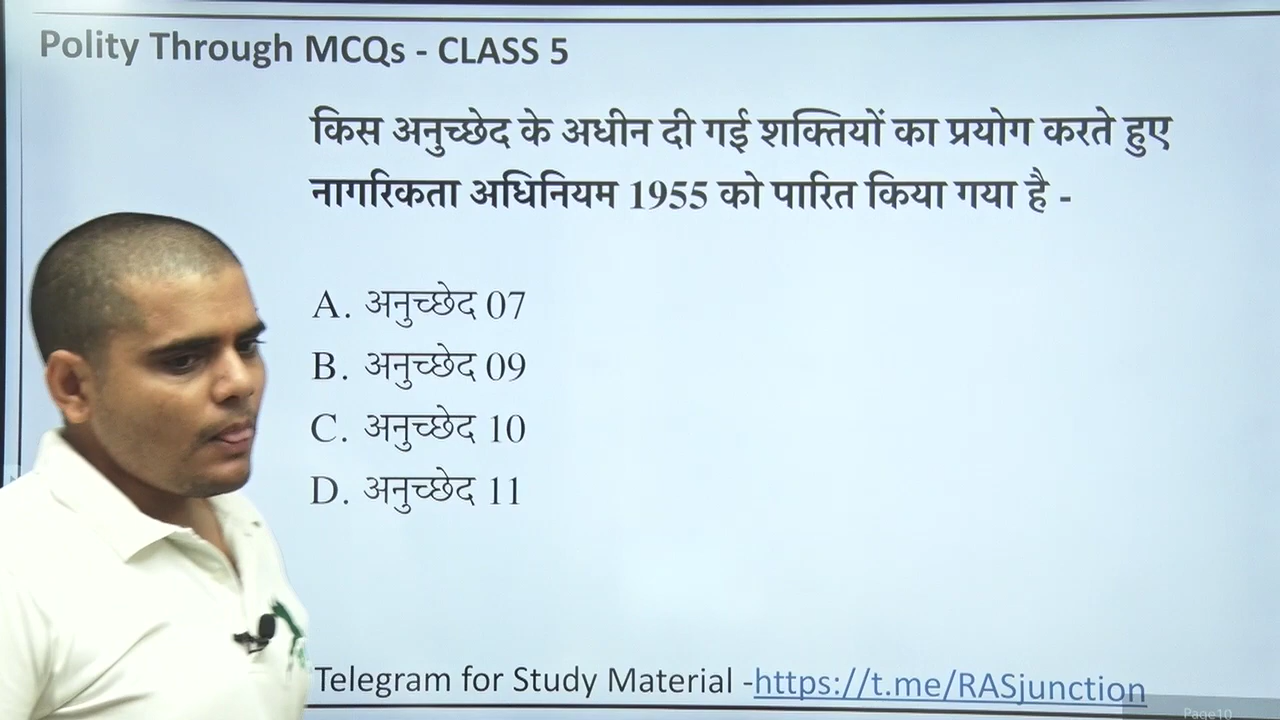 Polity Through MCQs - CLASS 5
किस अनुच्छेद के अधीन दी गई शक्तियों का प्रयोग करते हुए
नागरिकता अधिनियम 1955 को पारित किया गया है -
A. अनुच्छेद 07
B. अनुच्छेद 09
C. अनुच्छेद 10
D. अनुच्छेद 11
Telegram for Study Material -https://t.me/RASjunction
Page10